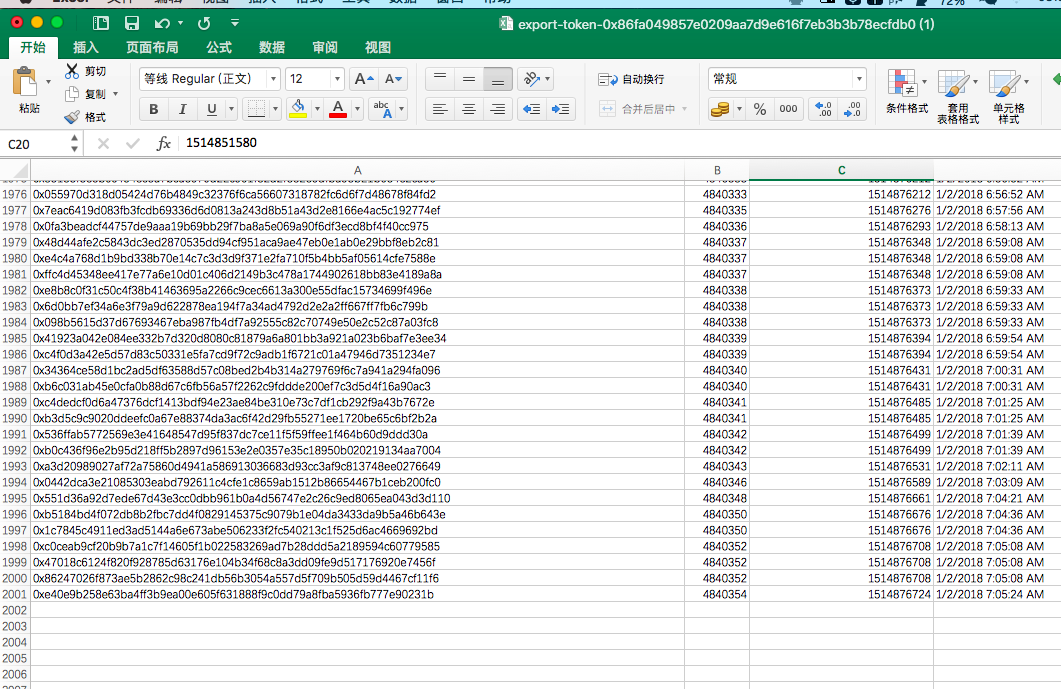 export-token-0x86fa049857e0209aa7d9e616f7eb3b3b78ecfdb0 (1)
开始 插入 页面布局 公式 数据 审阅 视图
粘贴 剪切 复制 格式
等线 Regular (正文) 12 A A
B I U A abc A
自动换行
合并后居中
常规
% 000 .0 .00 .00 .0
条件格式 套用 表格格式 单元格 样式
C20 fx 1514851580
A B C
1976 0x055970d318d05424d76b4849c32376f6ca56607318782fc6d6f7d48678f84fd2 4840333 1514876212 1/2/2018 6:56:52 AM
1977 0x7eac6419d083fb3fcdb69336d6d0813a243d8b51a43d2e8166e4ac5c192774ef 4840335 1514876276 1/2/2018 6:57:56 AM
1978 0x0fa3beadcf44757de9aaa19b69bb29f7ba8a5e069a90f6df3ecd8bf4f40cc975 4840336 1514876293 1/2/2018 6:58:13 AM
1979 0x48d44afe2c5843dc3ed2870535dd94cf951aca9ae47eb0e1ab0e29bbf8eb2c81 4840337 1514876348 1/2/2018 6:59:08 AM
1980 0xe4c4a768d1b9bd338b70e14c7c3d3d9f371e2fa710f5b4bb5af05614cfe7588e 4840337 1514876348 1/2/2018 6:59:08 AM
1981 0xffc4d45348ee417e77a6e10d01c406d2149b3c478a1744902618bb83e4189a8a 4840337 1514876348 1/2/2018 6:59:08 AM
1982 0xe8b8c0f31c50c4f38b41463695a2266c9cec6613a300e55dfac15734699f496e 4840338 1514876373 1/2/2018 6:59:33 AM
1983 0x6d0bb7ef34a6e3f79a9d622878ea194f7a34ad4792d2e2a2ff667ff7fb6c799b 4840338 1514876373 1/2/2018 6:59:33 AM
1984 0x098b5615d37d67693467eba987fb4df7a92555c82c70749e50e2c52c87a03fc8 4840338 1514876373 1/2/2018 6:59:33 AM
1985 0x41923a042e084ee332b7d320d8080c81879a6a801bb3a921a023b6baf7e3ee34 4840339 1514876394 1/2/2018 6:59:54 AM
1986 0xc4f0d3a42e5d57d83c50331e5fa7cd9f72c9adb1f6721c01a47946d7351234e7 4840339 1514876394 1/2/2018 6:59:54 AM
1987 0x34364ce58d1bc2ad5df63588d57c08bed2b4b314a279769f6c7a941a294fa096 4840340 1514876431 1/2/2018 7:00:31 AM
1988 0xb6c031ab45e0cfa0b88d67c6fb56a57f2262c9fddde200ef7c3d5d4f16a90ac3 4840340 1514876431 1/2/2018 7:00:31 AM
1989 0xc4dedcf0d6a47376dcf1413bdf94e23ae84be310e73c7df1cb292f9a43b7672e 4840341 1514876485 1/2/2018 7:01:25 AM
1990 0xb3d5c9c9020ddeefc0a67e88374da3ac6f42d29fb55271ee1720be65c6bf2b2a 4840341 1514876485 1/2/2018 7:01:25 AM
1991 0x536ffab5772569e3e41648547d95f837dc7ce11f5f59ffee1f464b60d9ddd30a 4840342 1514876499 1/2/2018 7:01:39 AM
1992 0xb0c436f96e2b95d218ff5b2897d96153e2e0357e35c18950b020219134aa7004 4840342 1514876499 1/2/2018 7:01:39 AM
1993 0xa3d20989027af72a75860d4941a586913036683d93cc3af9c813748ee0276649 4840343 1514876531 1/2/2018 7:02:11 AM
1994 0x0442dca3e21085303eabd792611c4cfe1c8659ab1512b86654467b1ceb200fc0 4840346 1514876589 1/2/2018 7:03:09 AM
1995 0x551d36a92d7ede67d43e3cc0dbb961b0a4d56747e2c26c9ed8065ea043d3d110 4840348 1514876661 1/2/2018 7:04:21 AM
1996 0xb5184bd4f072db8b2fbc7dd4f0829145375c9079b1e04da3433da9b5a46b643e 4840350 1514876676 1/2/2018 7:04:36 AM
1997 0x1c7845c4911ed3ad5144a6e673abe506233f2fc540213c1f525d6ac4669692bd 4840350 1514876676 1/2/2018 7:04:36 AM
1998 0xc0ceab9cf20b9b7a1c7f14605f1b022583269ad7b28ddd5a2189594c60779585 4840352 1514876708 1/2/2018 7:05:08 AM
1999 0x47018c6124f820f928785d63176e104b34f68c8a3dd09fe9d517176920e7456f 4840352 1514876708 1/2/2018 7:05:08 AM
2000 0x86247026f873ae5b2862c98c241db56b3054a557d5f709b505d59d4467cf11f6 4840352 1514876708 1/2/2018 7:05:08 AM
2001 0xe40e9b258e63ba4ff3b9ea00e605f631888f9c0dd79a8fba5936fb777e90231b 4840354 1514876724 1/2/2018 7:05:24 AM
2002
2003
2004
2005
2006